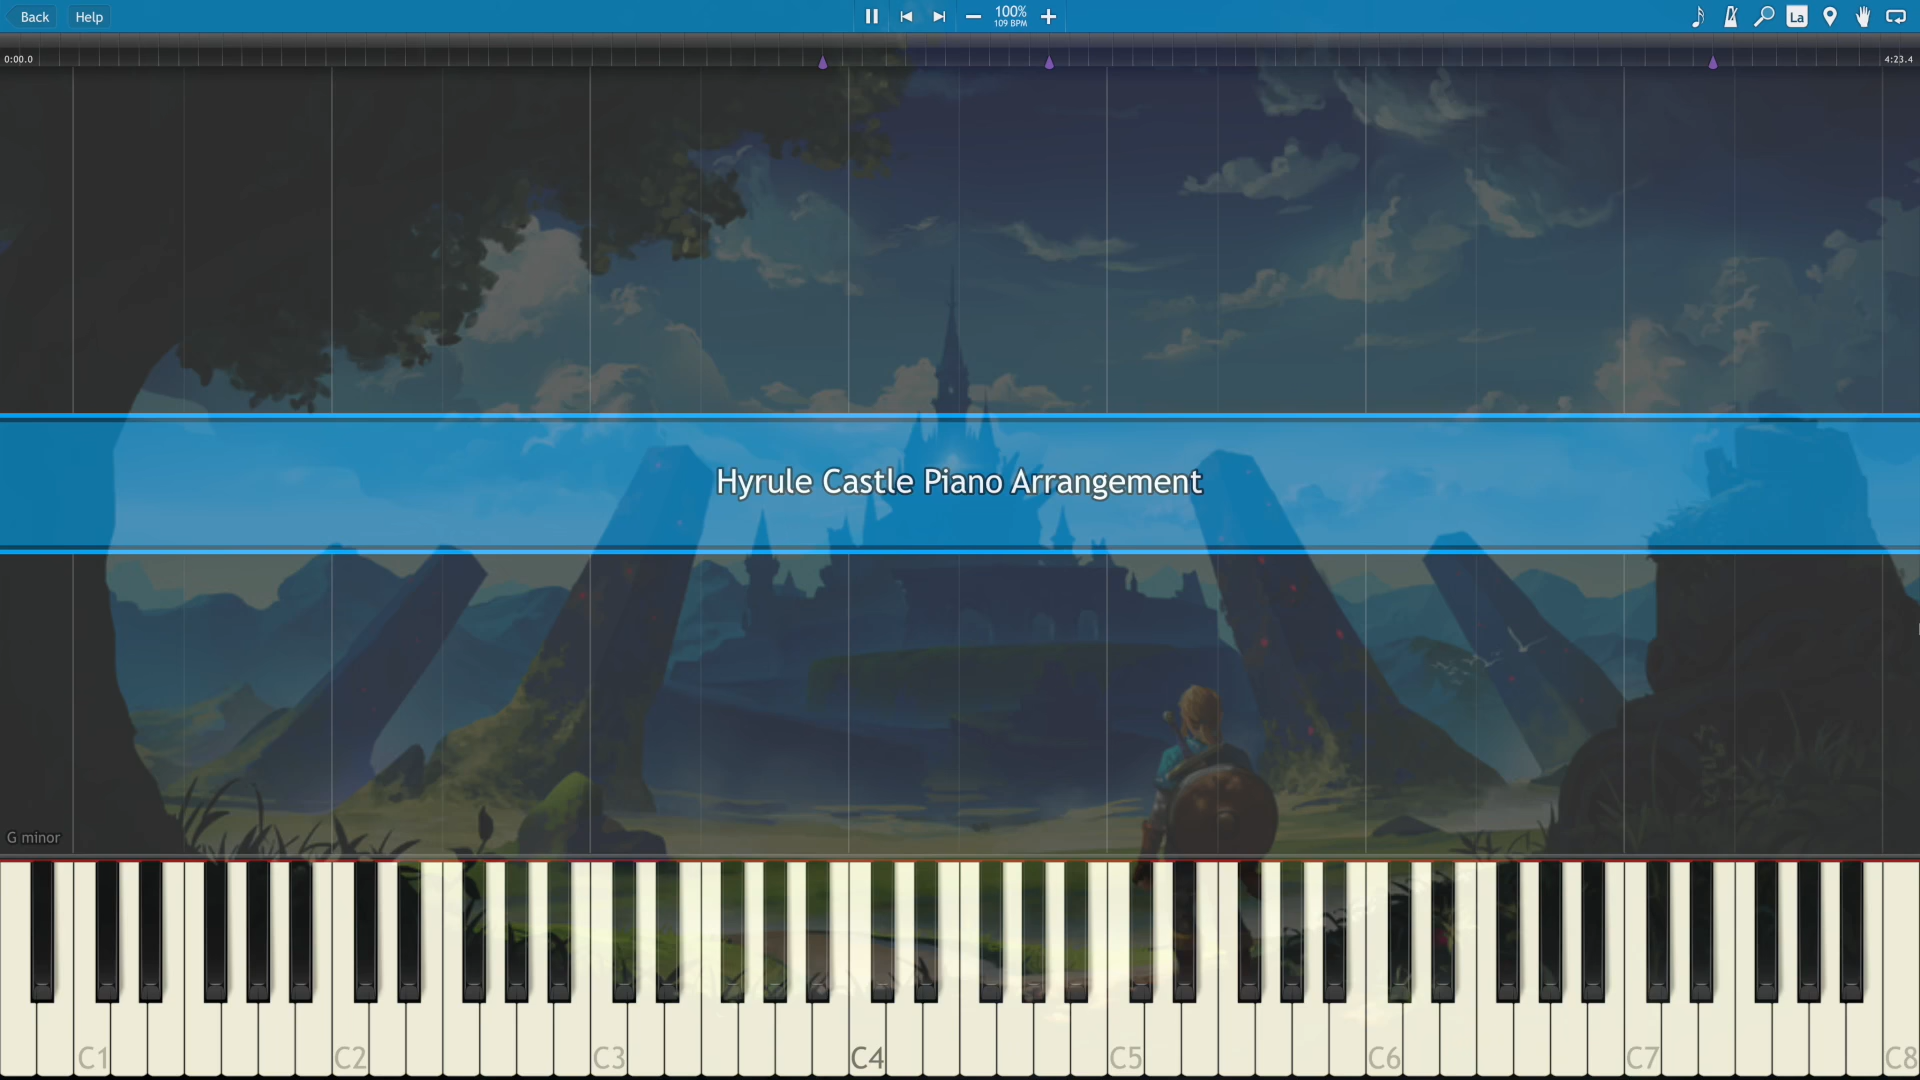 Back Help
100%
109 BPM
La
0:00.0 4:23.4
Hyrule Castle Piano Arrangement
G minor
C1 C2 C3 C4 C5 C6 C7 C8